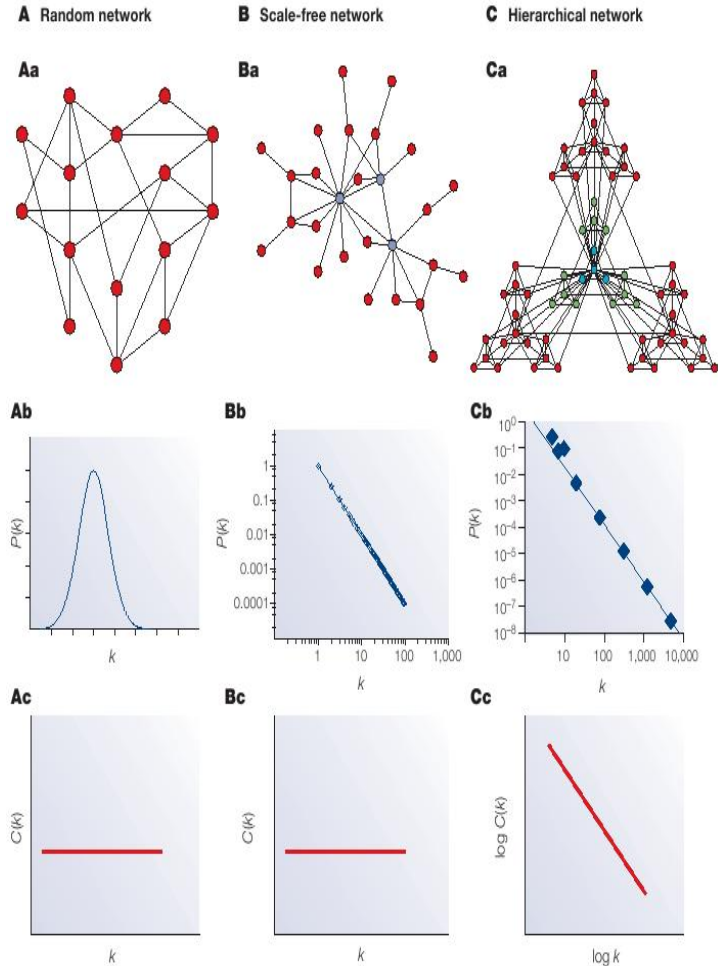 A Random network
B Scale-free network
C Hierarchical network
Aa
Ba
Ca
Ab
P(k)
k
Bb
1
0.1
0.01
0.001
0.0001
P(k)
1 10 100 1,000
k
Cb
10⁰
10⁻¹
10⁻²
10⁻³
10⁻⁴
10⁻⁵
10⁻⁶
10⁻⁷
10⁻⁸
P(k)
10 100 1,000 10,000
k
Ac
C(k)
k
Bc
C(k)
k
Cc
log C(k)
log k